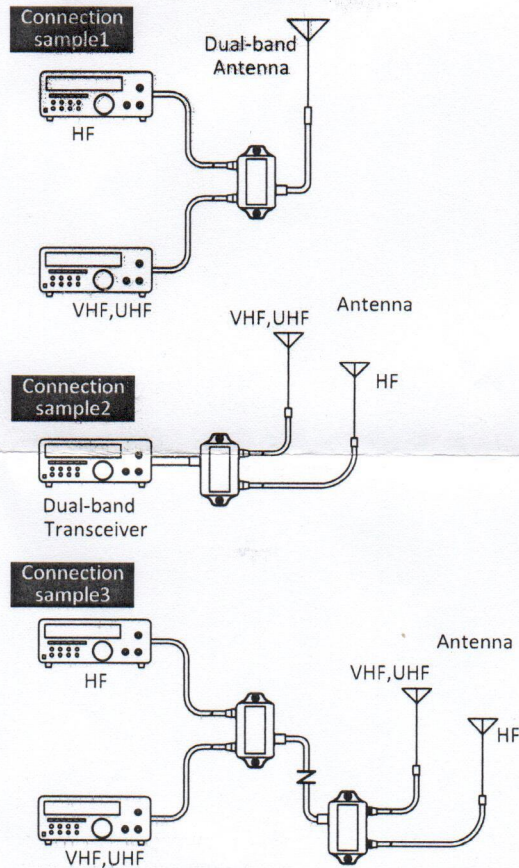 Connection
sample1
Dual-band
Antenna
HF
VHF,UHF
Antenna
VHF,UHF
HF
Connection
sample2
Dual-band
Transceiver
Connection
sample3
HF
Antenna
VHF,UHF
HF
VHF,UHF